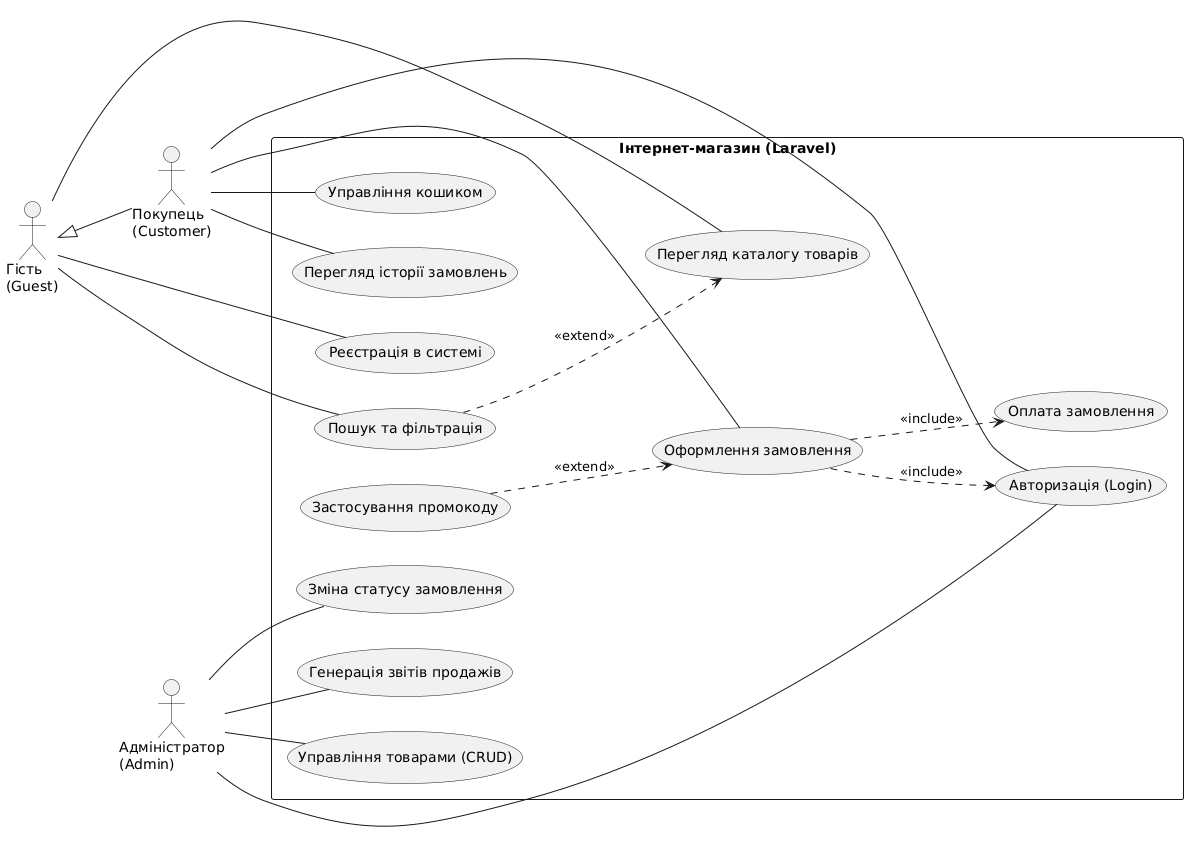 Інтернет-магазин (Laravel)
Покупець
(Customer)
Управління кошиком
Гість
(Guest)
Перегляд каталогу товарів
Перегляд історії замовлень
«extend»
Реєстрація в системі
Оплата замовлення
«include»
Пошук та фільтрація
Оформлення замовлення
«extend»
«include»
Авторизація (Login)
Застосування промокоду
Зміна статусу замовлення
Генерація звітів продажів
Адміністратор
(Admin)
Управління товарами (CRUD)